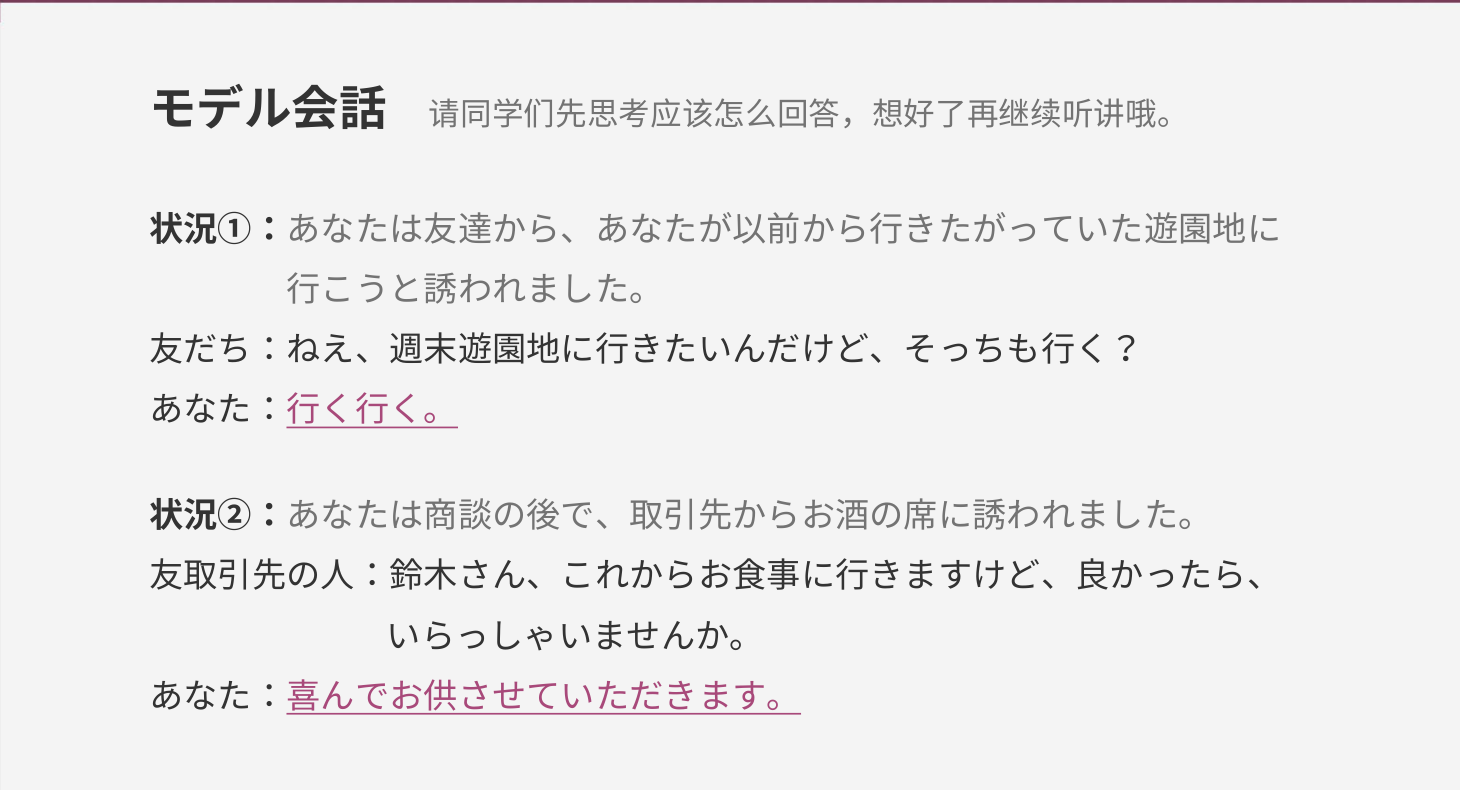 モデル会話 请同学们先思考应该怎么回答，想好了再继续听讲哦。
状況①：あなたは友達から、あなたが以前から行きたがっていた遊園地に
行こうと誘われました。
友だち：ねえ、週末遊園地に行きたいんだけど、そっちも行く？
あなた：行く行く。
状況②：あなたは商談の後で、取引先からお酒の席に誘われました。
友取引先の人：鈴木さん、これからお食事に行きますけど、良かったら、
いらっしゃいませんか。
あなた：喜んでお供させていただきます。